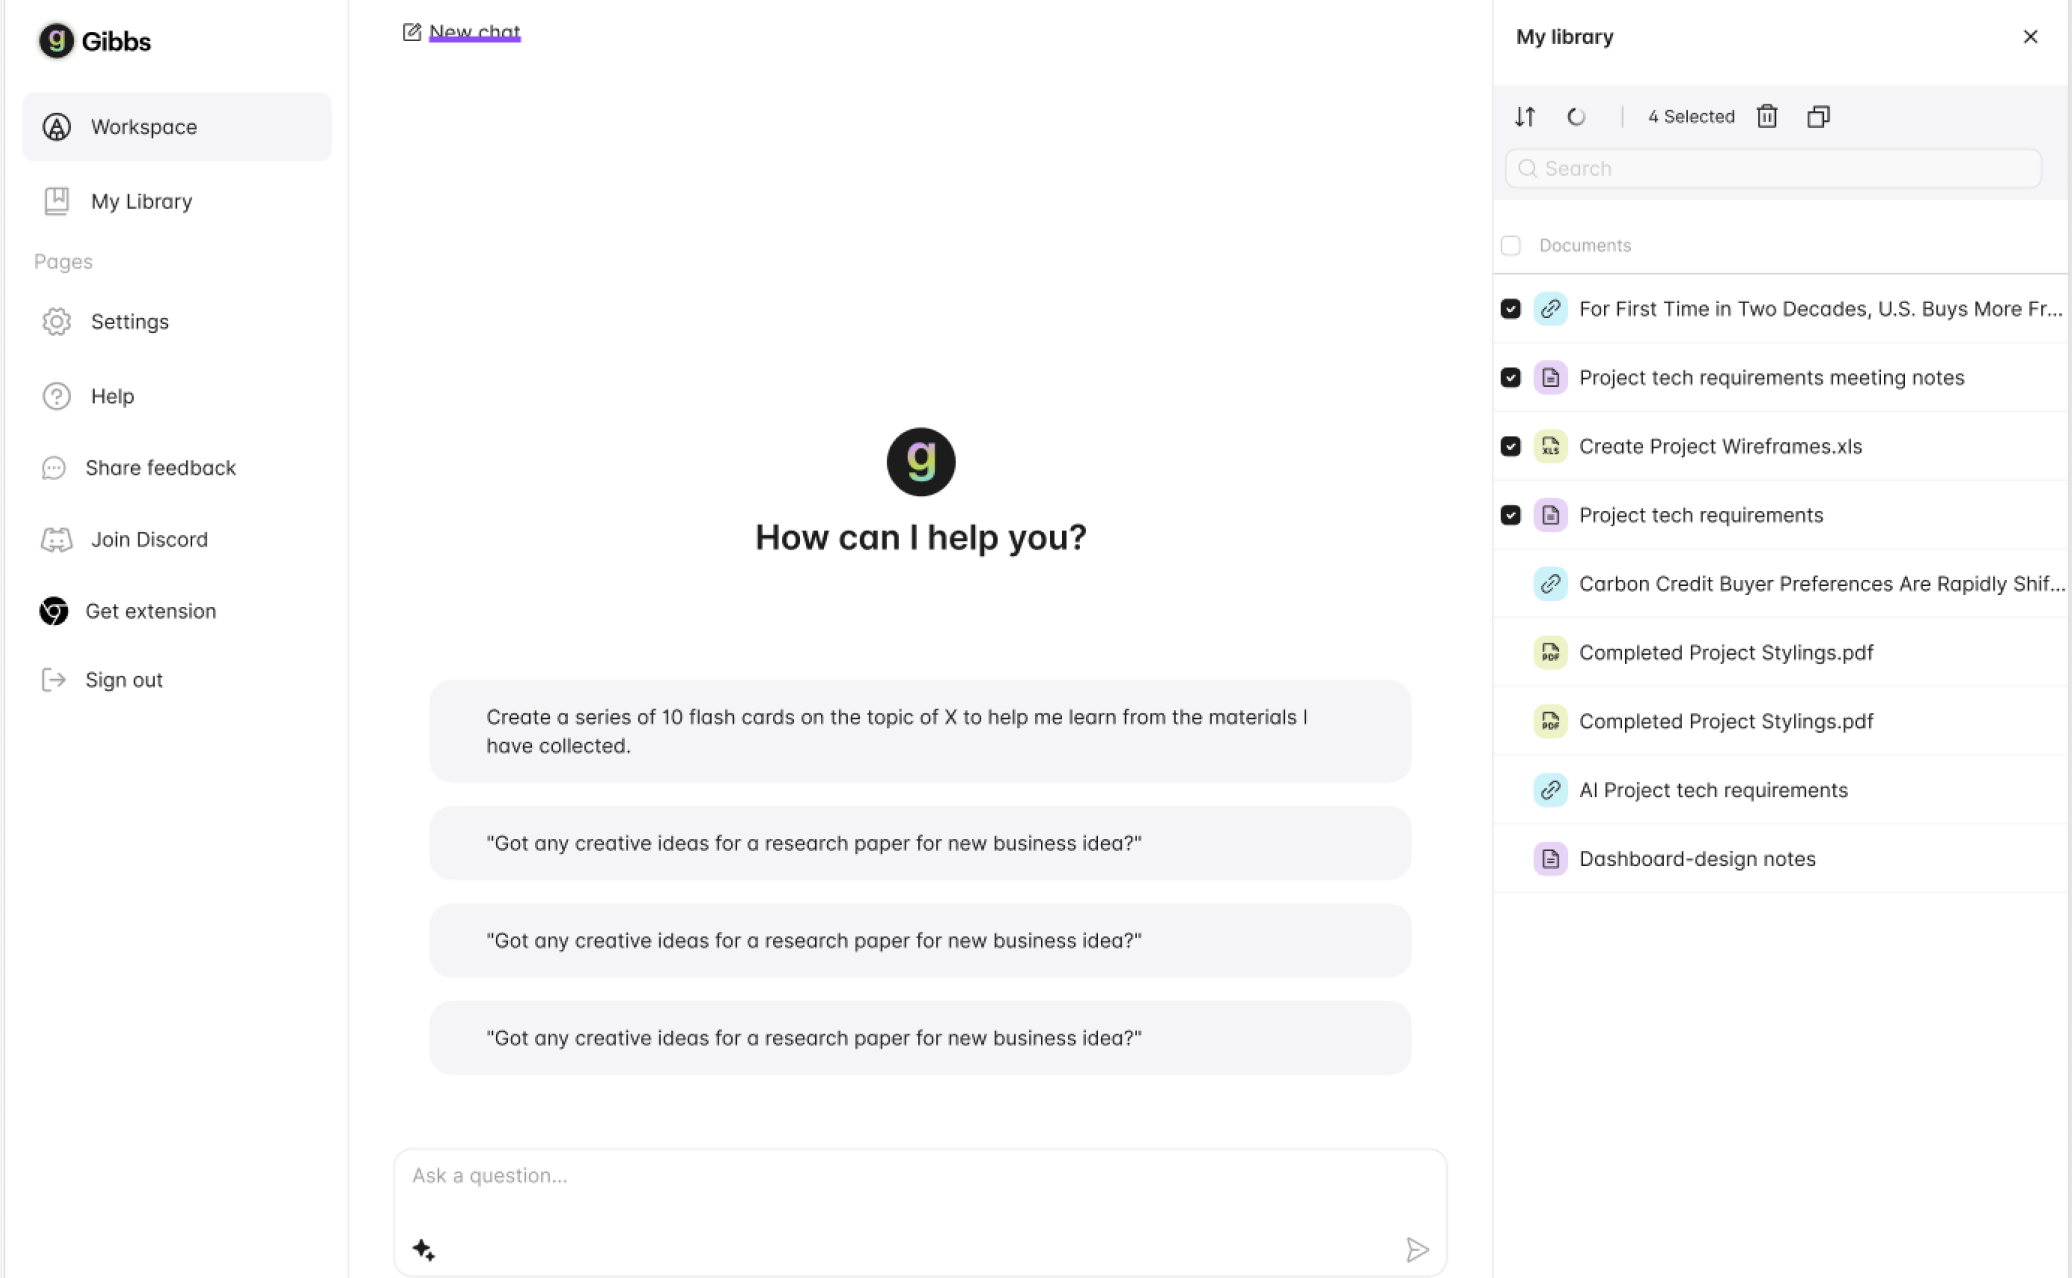 g Gibbs
Workspace
My Library
Pages
Settings
Help
Share feedback
Join Discord
Get extension
Sign out
New chat
g
How can I help you?
Create a series of 10 flash cards on the topic of X to help me learn from the materials I
have collected.
"Got any creative ideas for a research paper for new business idea?"
"Got any creative ideas for a research paper for new business idea?"
"Got any creative ideas for a research paper for new business idea?"
Ask a question...
My library
4 Selected
Search
Documents
For First Time in Two Decades, U.S. Buys More Fr...
Project tech requirements meeting notes
XLS Create Project Wireframes.xls
Project tech requirements
Carbon Credit Buyer Preferences Are Rapidly Shif...
PDF Completed Project Stylings.pdf
PDF Completed Project Stylings.pdf
AI Project tech requirements
Dashboard-design notes